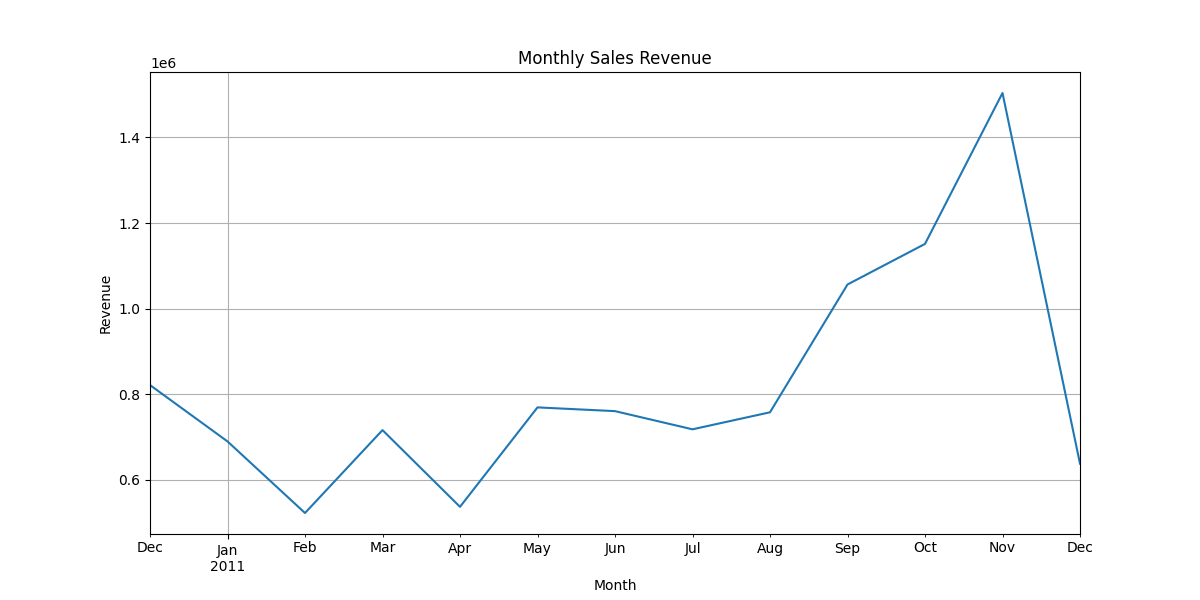 Monthly Sales Revenue
1e6
1.4
1.2
1.0
0.8
0.6
Revenue
Dec Jan Feb Mar Apr May Jun Jul Aug Sep Oct Nov Dec
2011
Month